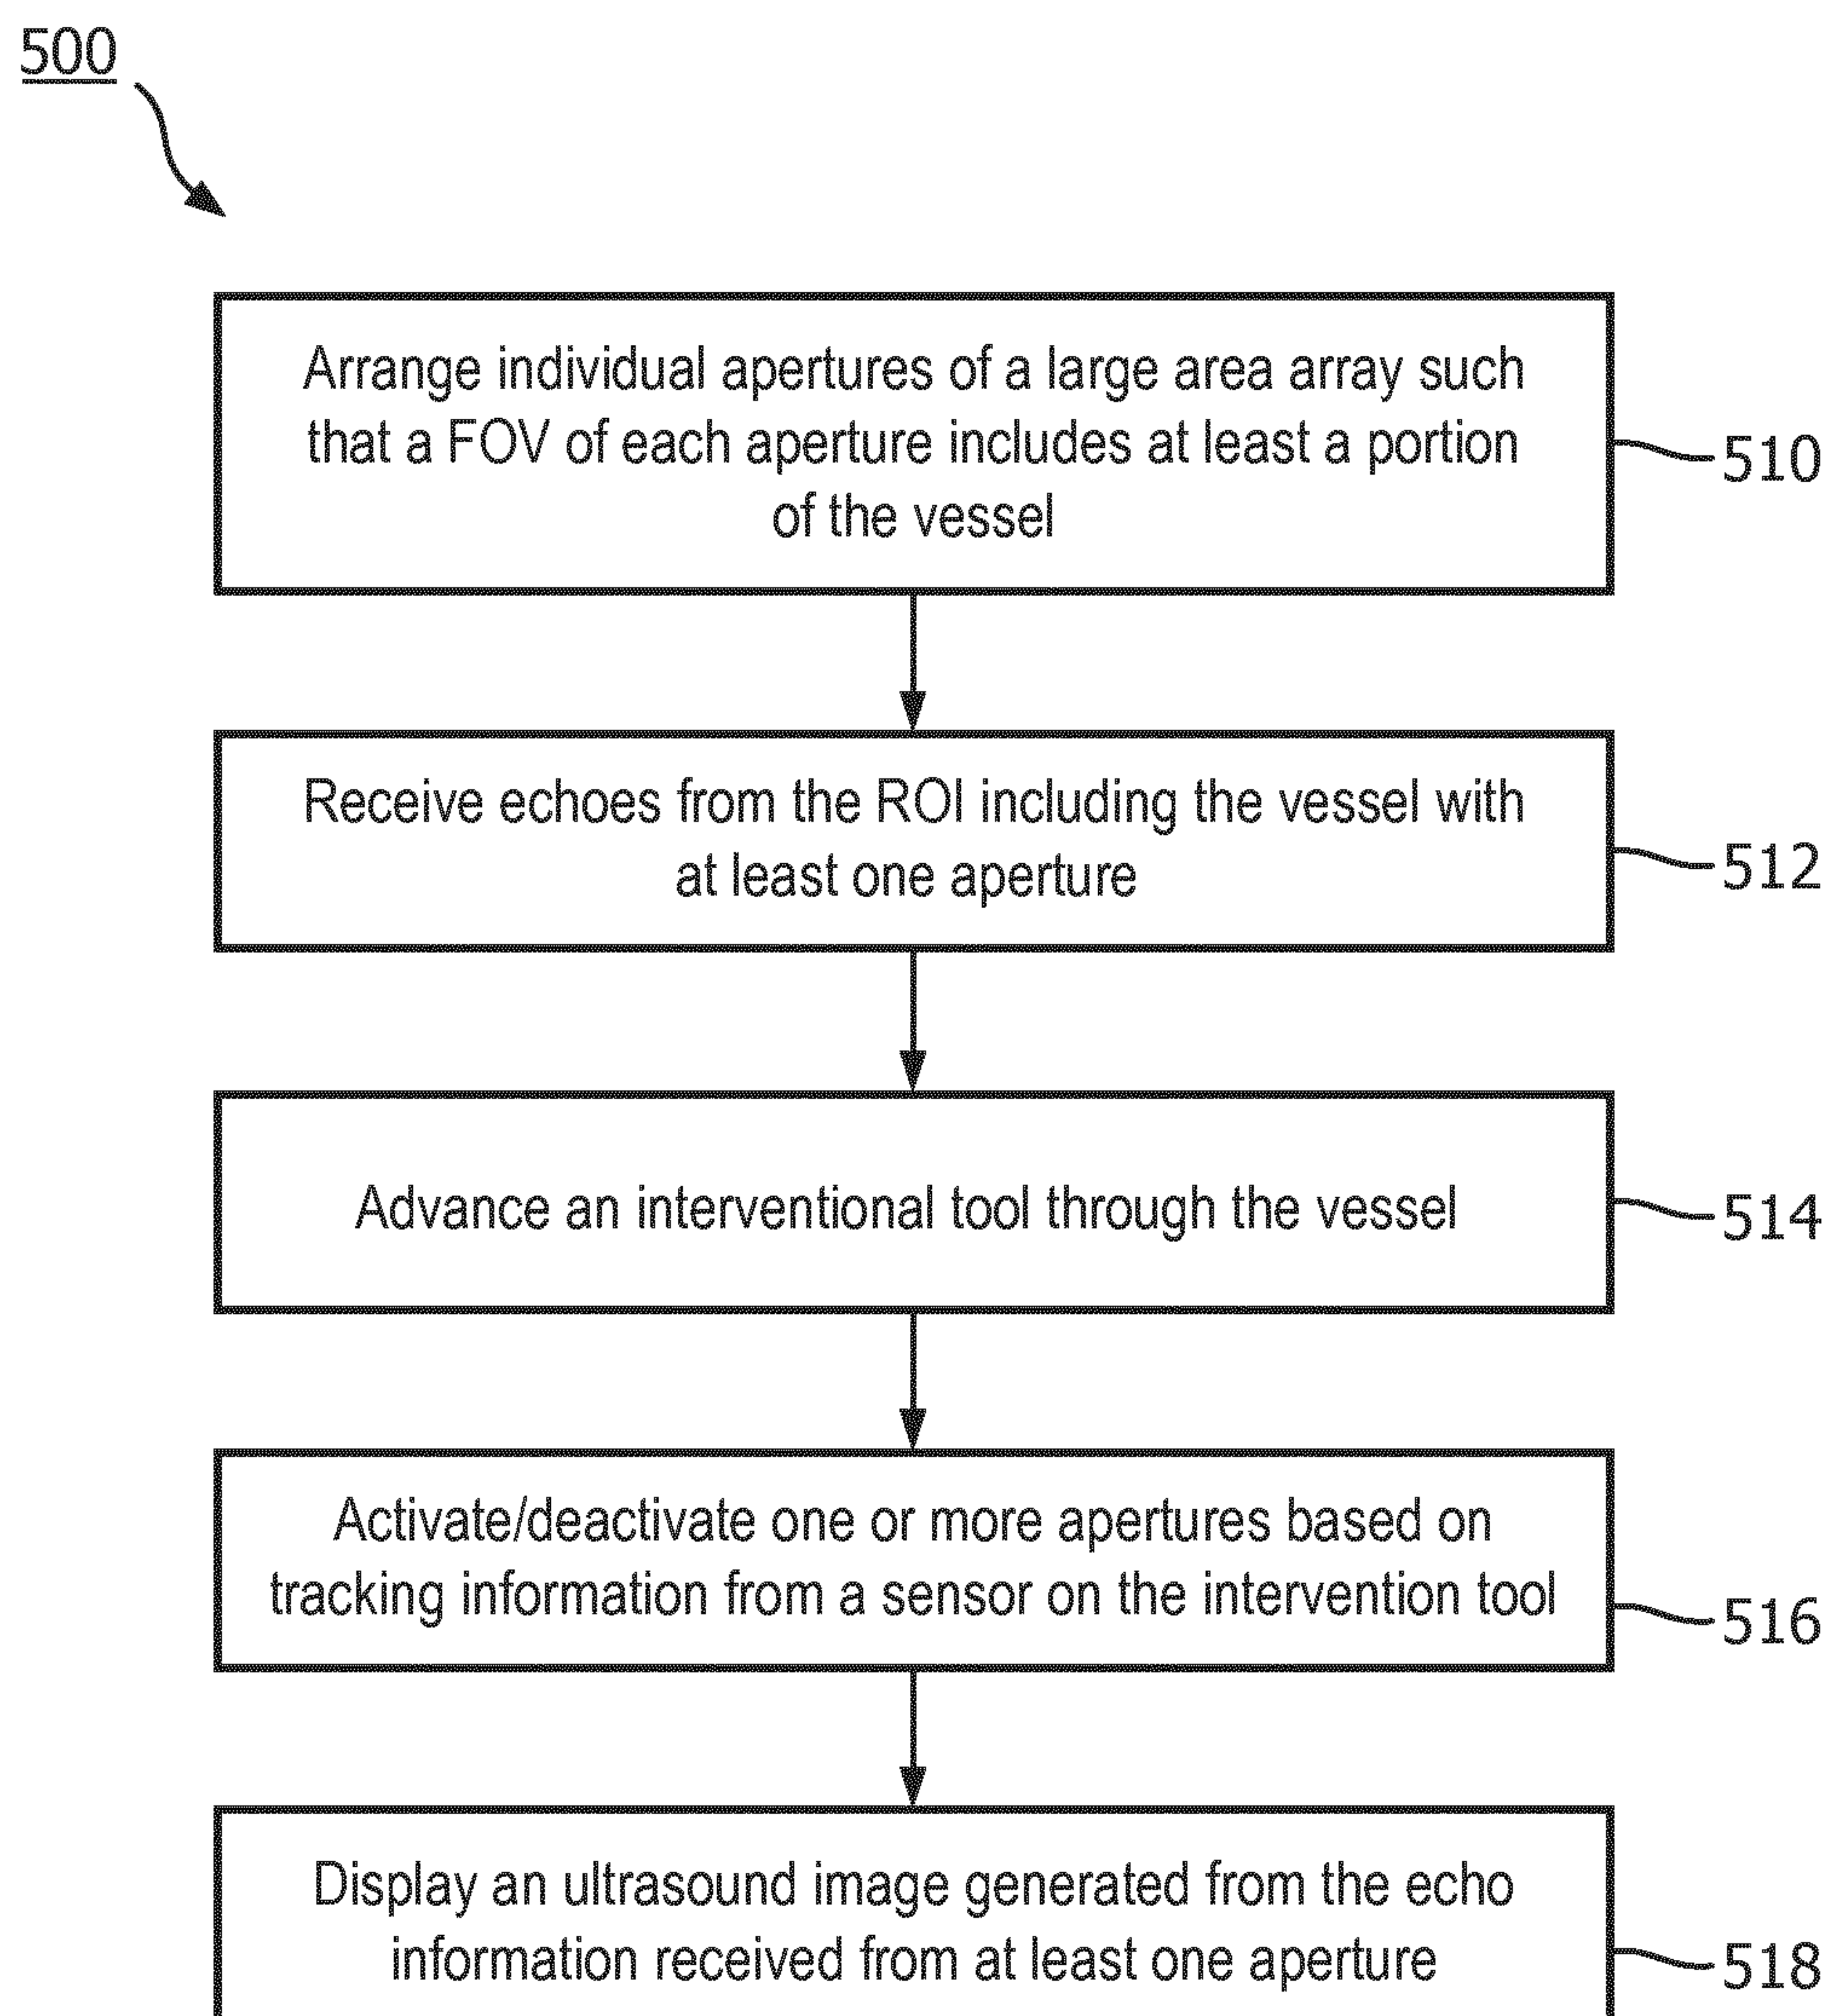 500
Arrange individual apertures of a large area array such
that a FOV of each aperture includes at least a portion
of the vessel
510
Receive echoes from the ROI including the vessel with
at least one aperture
512
Advance an interventional tool through the vessel
514
Activate/deactivate one or more apertures based on
tracking information from a sensor on the intervention tool
516
Display an ultrasound image generated from the echo
information received from at least one aperture
518